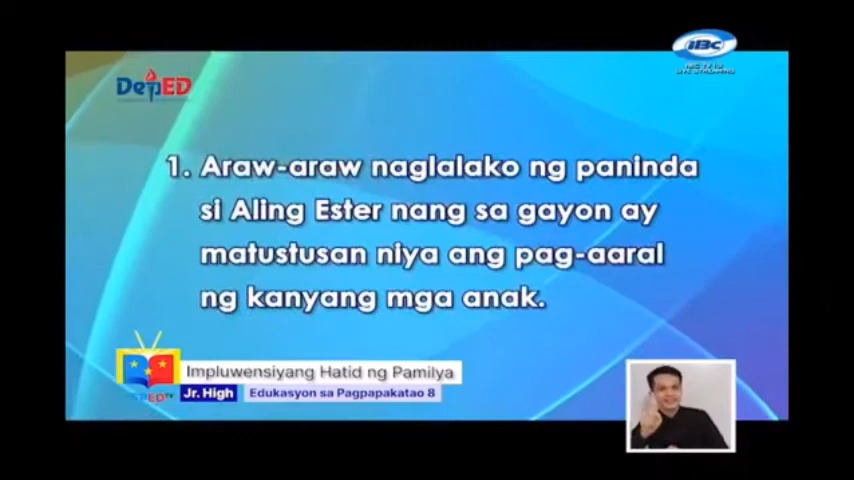 iBC
DepED
1. Araw-araw naglalako ng paninda
si Aling Ester nang sa gayon ay
matustusan niya ang pag-aaral
ng kanyang mga anak.
Impluwensiyang Hatid ng Pamilya
Jr. High Edukasyon sa Pagpapakatao 8